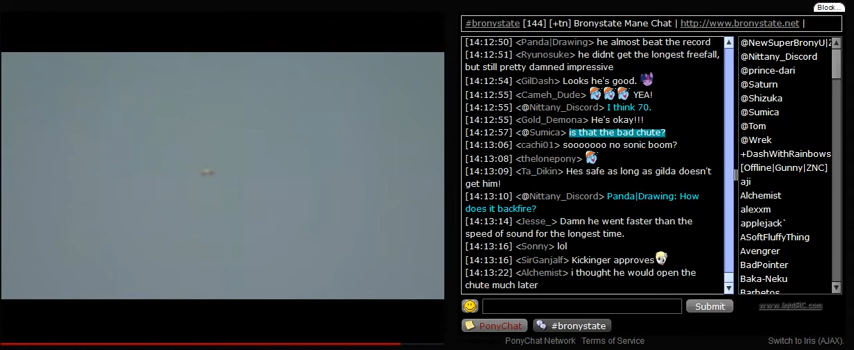 Block...
#bronystate [144] [+tn] Bronystate Mane Chat | http://www.bronystate.net |
[14:12:50] <Panda|Drawing> he almost beat the record
[14:12:51] <Ryunosuke> he didnt get the longest freefall,
but still pretty damned impressive
[14:12:54] <GilDash> Looks he's good.
[14:12:55] <Cameh_Dude> YEA!
[14:12:55] <@Nittany_Discord> I think 70.
[14:12:55] <Gold_Demona> He's okay!!!
[14:12:57] <@Sumica> is that the bad chute?
[14:13:06] <cachi01> sooooooo no sonic boom?
[14:13:08] <thelonepony>
[14:13:09] <Ta_Dikin> Hes safe as long as gilda doesn't
get him!
[14:13:10] <@Nittany_Discord> Panda|Drawing: How
does it backfire?
[14:13:14] <Jesse_> Damn he went faster than the
speed of sound for the longest time.
[14:13:16] <Sonny> lol
[14:13:16] <SirGanjalf> Kickinger approves
[14:13:22] <Alchemist> i thought he would open the
chute much later
@NewSuperBronyU|2
@Nittany_Discord
@prince-dari
@Saturn
@Shizuka
@Sumica
@Tom
@Wrek
+DashWithRainbows
[Offline|Gunny|ZNC]
aji
Alchemist
alexxm
applejack`
ASoftFluffyThing
Avengrer
BadPointer
Baka-Neku
Barbetos
Submit
PonyChat
#bronystate
PonyChat Network Terms of Service
Switch to Iris (AJAX).